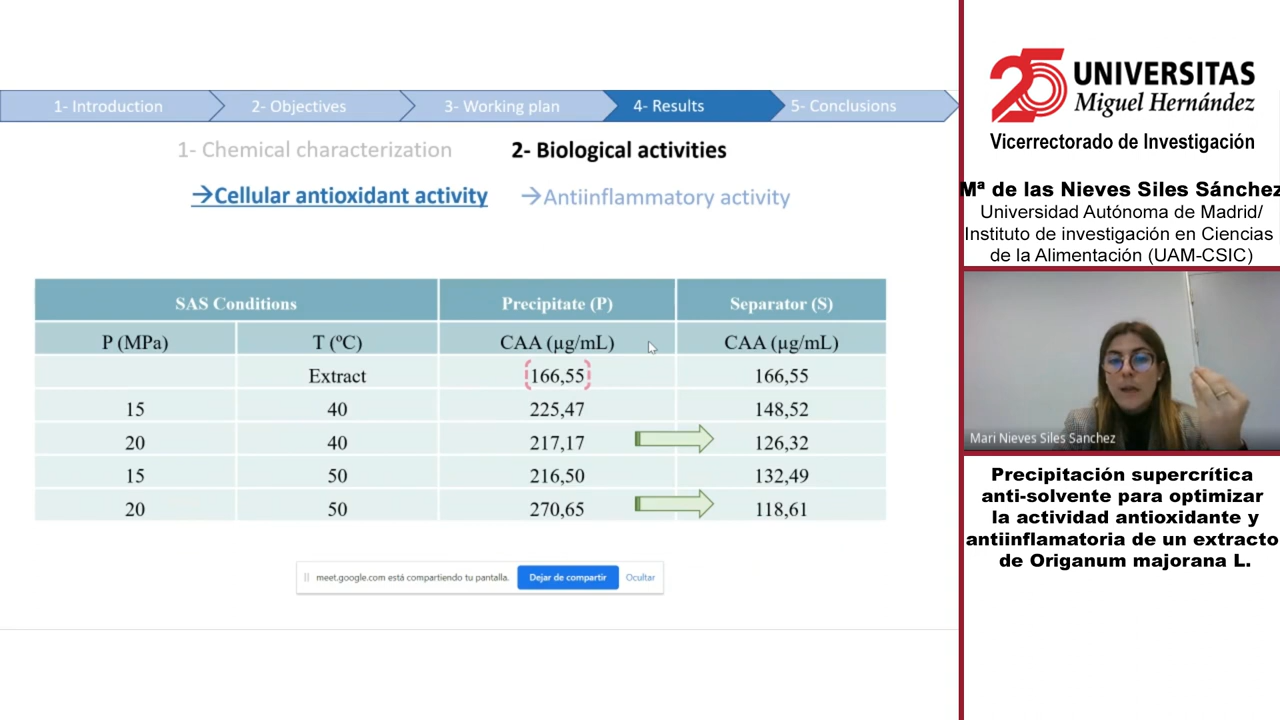 1- Introduction 2- Objectives 3- Working plan 4- Results 5- Conclusions
1- Chemical characterization 2- Biological activities
→Cellular antioxidant activity →Antiinflammatory activity
SAS Conditions Precipitate (P) Separator (S)
P (MPa) T (ºC) CAA (µg/mL) CAA (µg/mL)
Extract 166,55 166,55
15 40 225,47 148,52
20 40 217,17 126,32
15 50 216,50 132,49
20 50 270,65 118,61
meet.google.com está compartiendo tu pantalla. Dejar de compartir Ocultar
25 UNIVERSITAS
Miguel Hernández
Vicerrectorado de Investigación
Mª de las Nieves Siles Sánchez
Universidad Autónoma de Madrid/
Instituto de investigación en Ciencias
de la Alimentación (UAM-CSIC)
Mari Nieves Siles Sanchez
Precipitación supercrítica
anti-solvente para optimizar
la actividad antioxidante y
antiinflamatoria de un extracto
de Origanum majorana L.